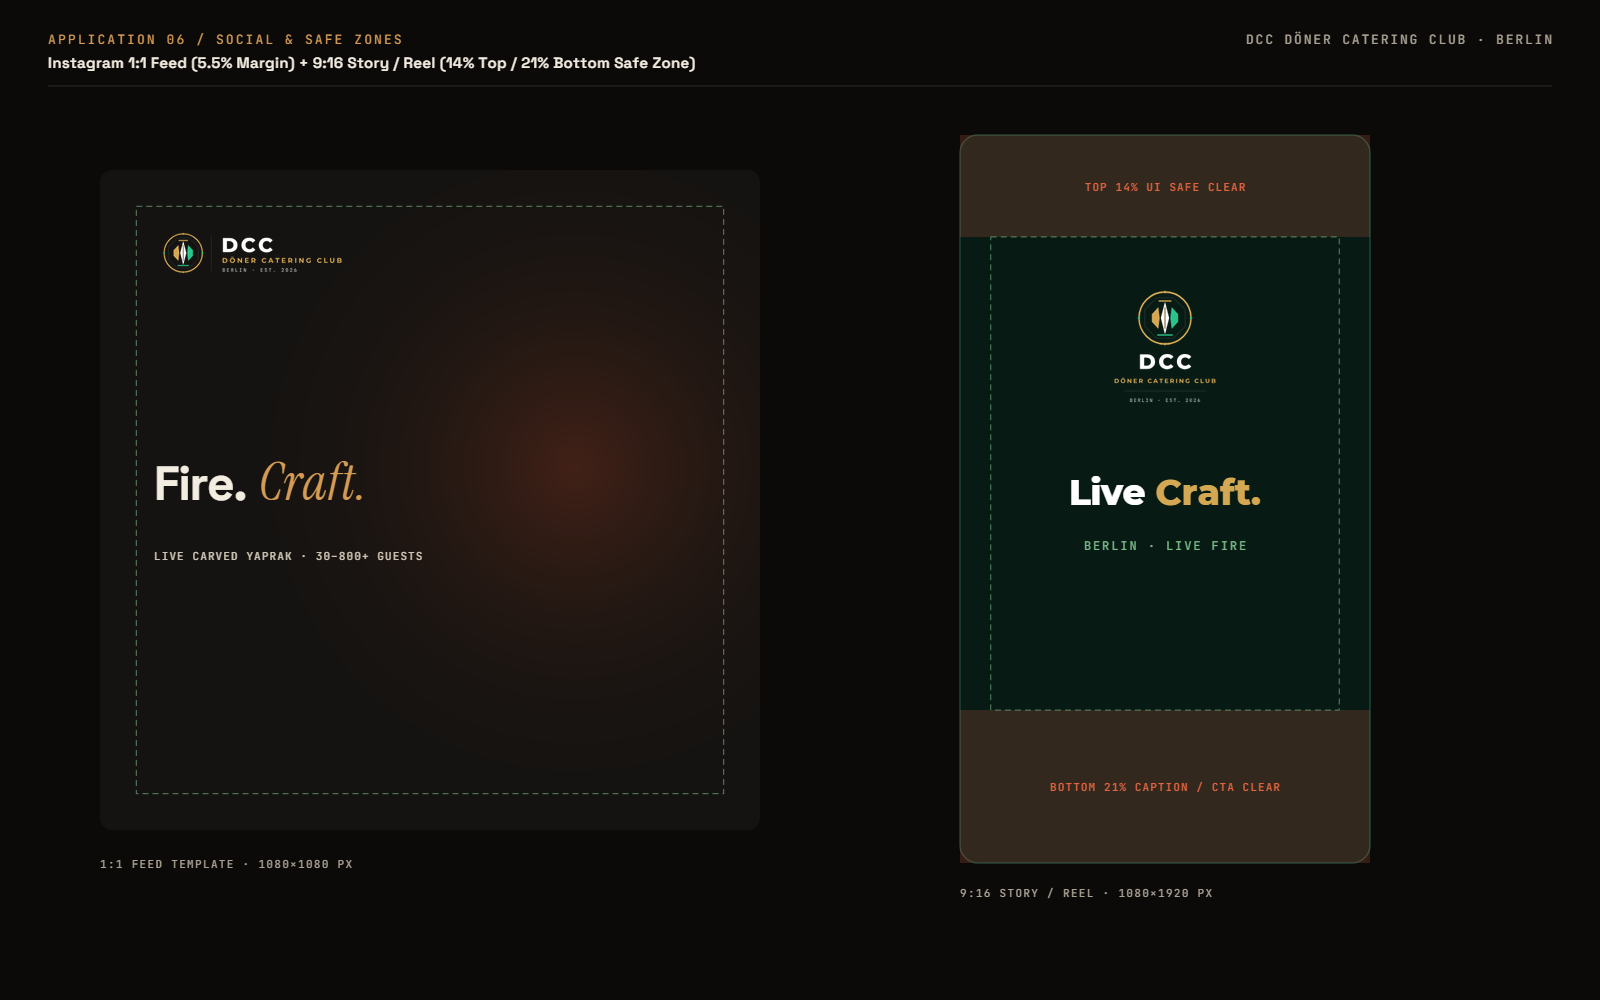 APPLICATION 06 / SOCIAL & SAFE ZONES
DCC DÖNER CATERING CLUB · BERLIN
Instagram 1:1 Feed (5.5% Margin) + 9:16 Story / Reel (14% Top / 21% Bottom Safe Zone)
DCC
DÖNER CATERING CLUB
BERLIN · EST. 2026
Fire. Craft.
LIVE CARVED YAPRAK · 30–800+ GUESTS
1:1 FEED TEMPLATE · 1080×1080 PX
TOP 14% UI SAFE CLEAR
DCC
DÖNER CATERING CLUB
BERLIN · EST. 2026
Live Craft.
BERLIN · LIVE FIRE
BOTTOM 21% CAPTION / CTA CLEAR
9:16 STORY / REEL · 1080×1920 PX